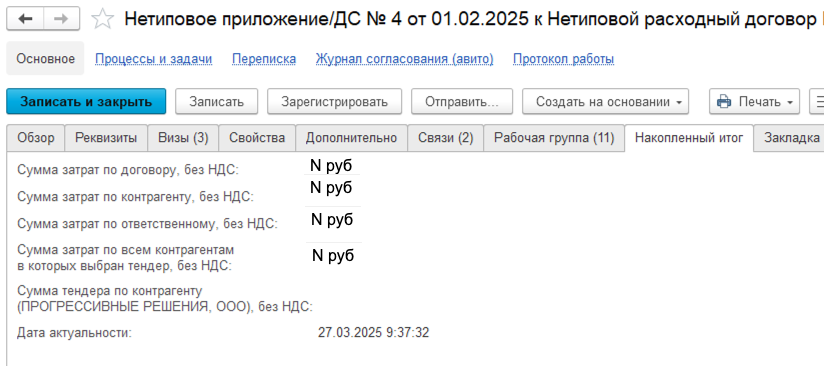 Нетиповое приложение/ДС № 4 от 01.02.2025 к Нетиповой расходный договор
Основное Процессы и задачи Переписка Журнал согласования (авито) Протокол работы
Записать и закрыть Записать Зарегистрировать Отправить... Создать на основании Печать
Обзор Реквизиты Визы (3) Свойства Дополнительно Связи (2) Рабочая группа (11) Накопленный итог Закладка
Сумма затрат по договору, без НДС: N руб
Сумма затрат по контрагенту, без НДС: N руб
Сумма затрат по ответственному, без НДС: N руб
Сумма затрат по всем контрагентам
в которых выбран тендер, без НДС: N руб
Сумма тендера по контрагенту
(ПРОГРЕССИВНЫЕ РЕШЕНИЯ, ООО), без НДС:
Дата актуальности: 27.03.2025 9:37:32